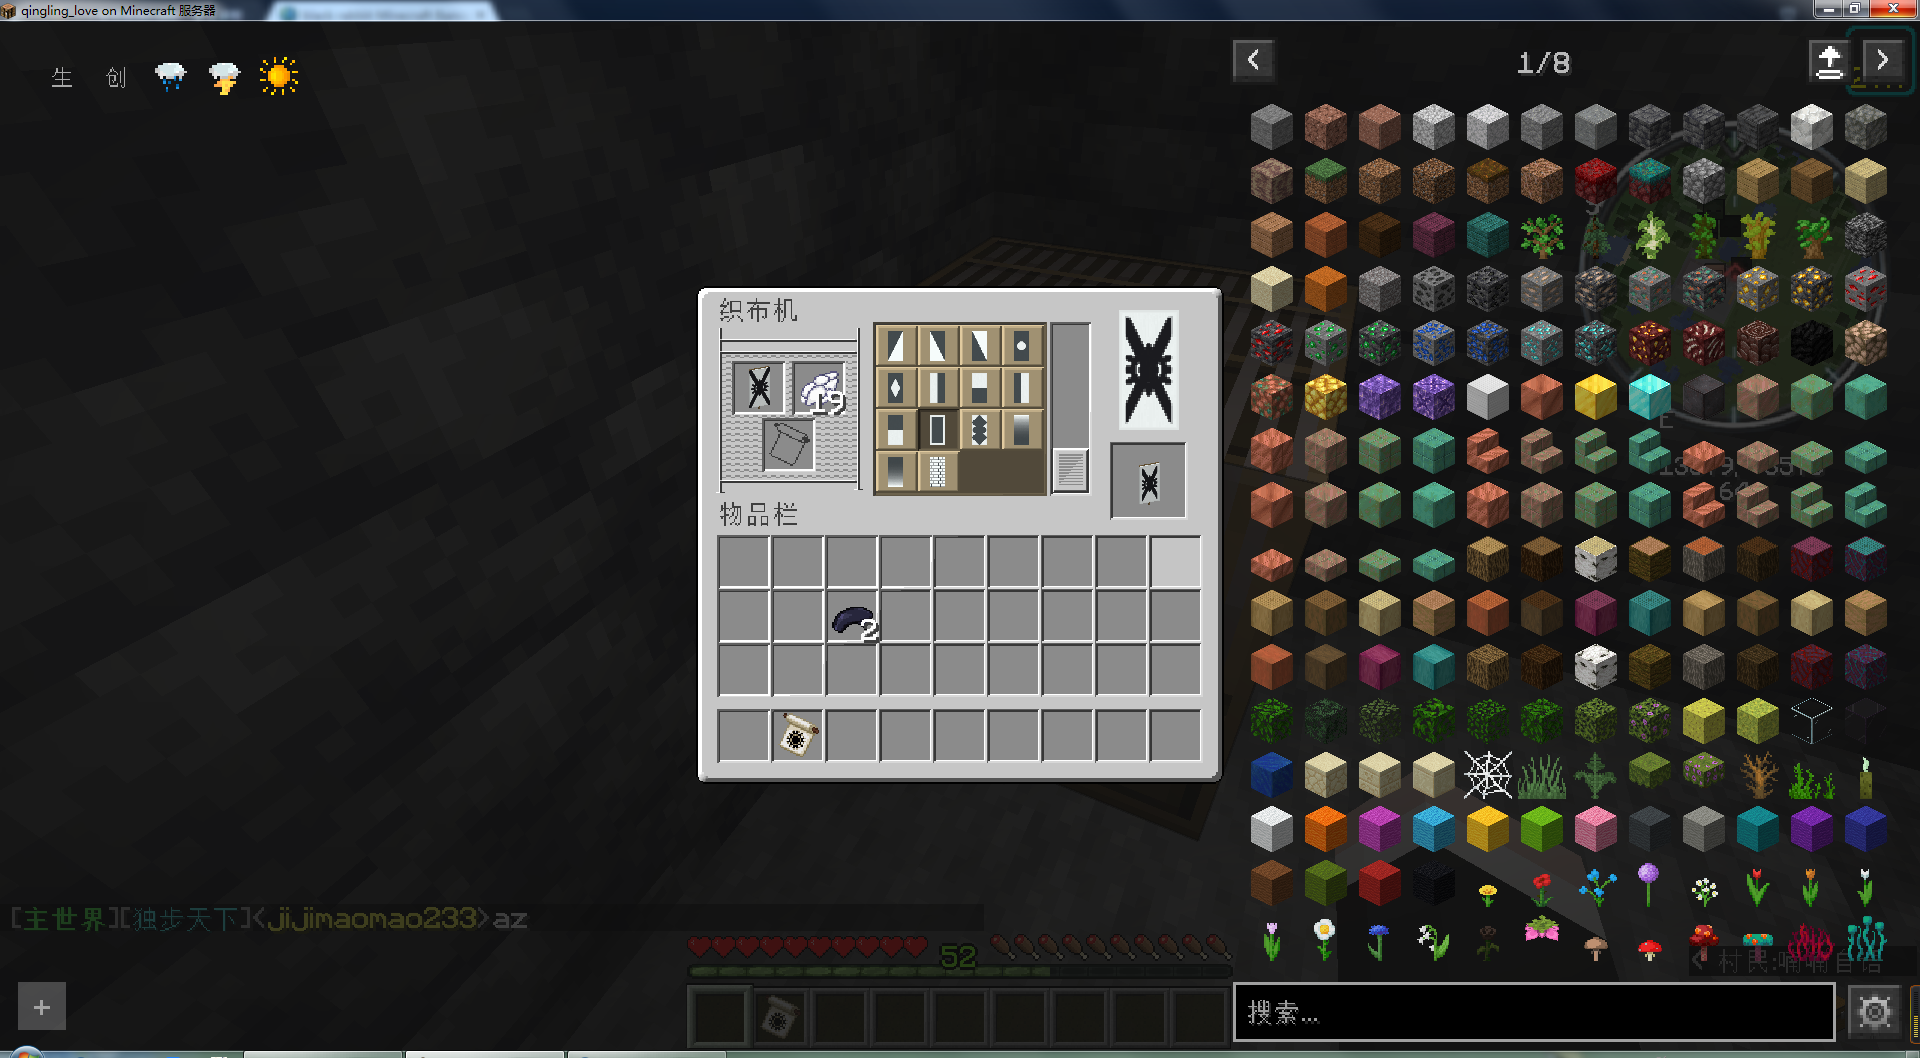 qingling_love on Minecraft 服务器
生 创
1/8
织布机
19
物品栏
2
[主世界][独步天下]<jijimaomao233>az
52
搜索...